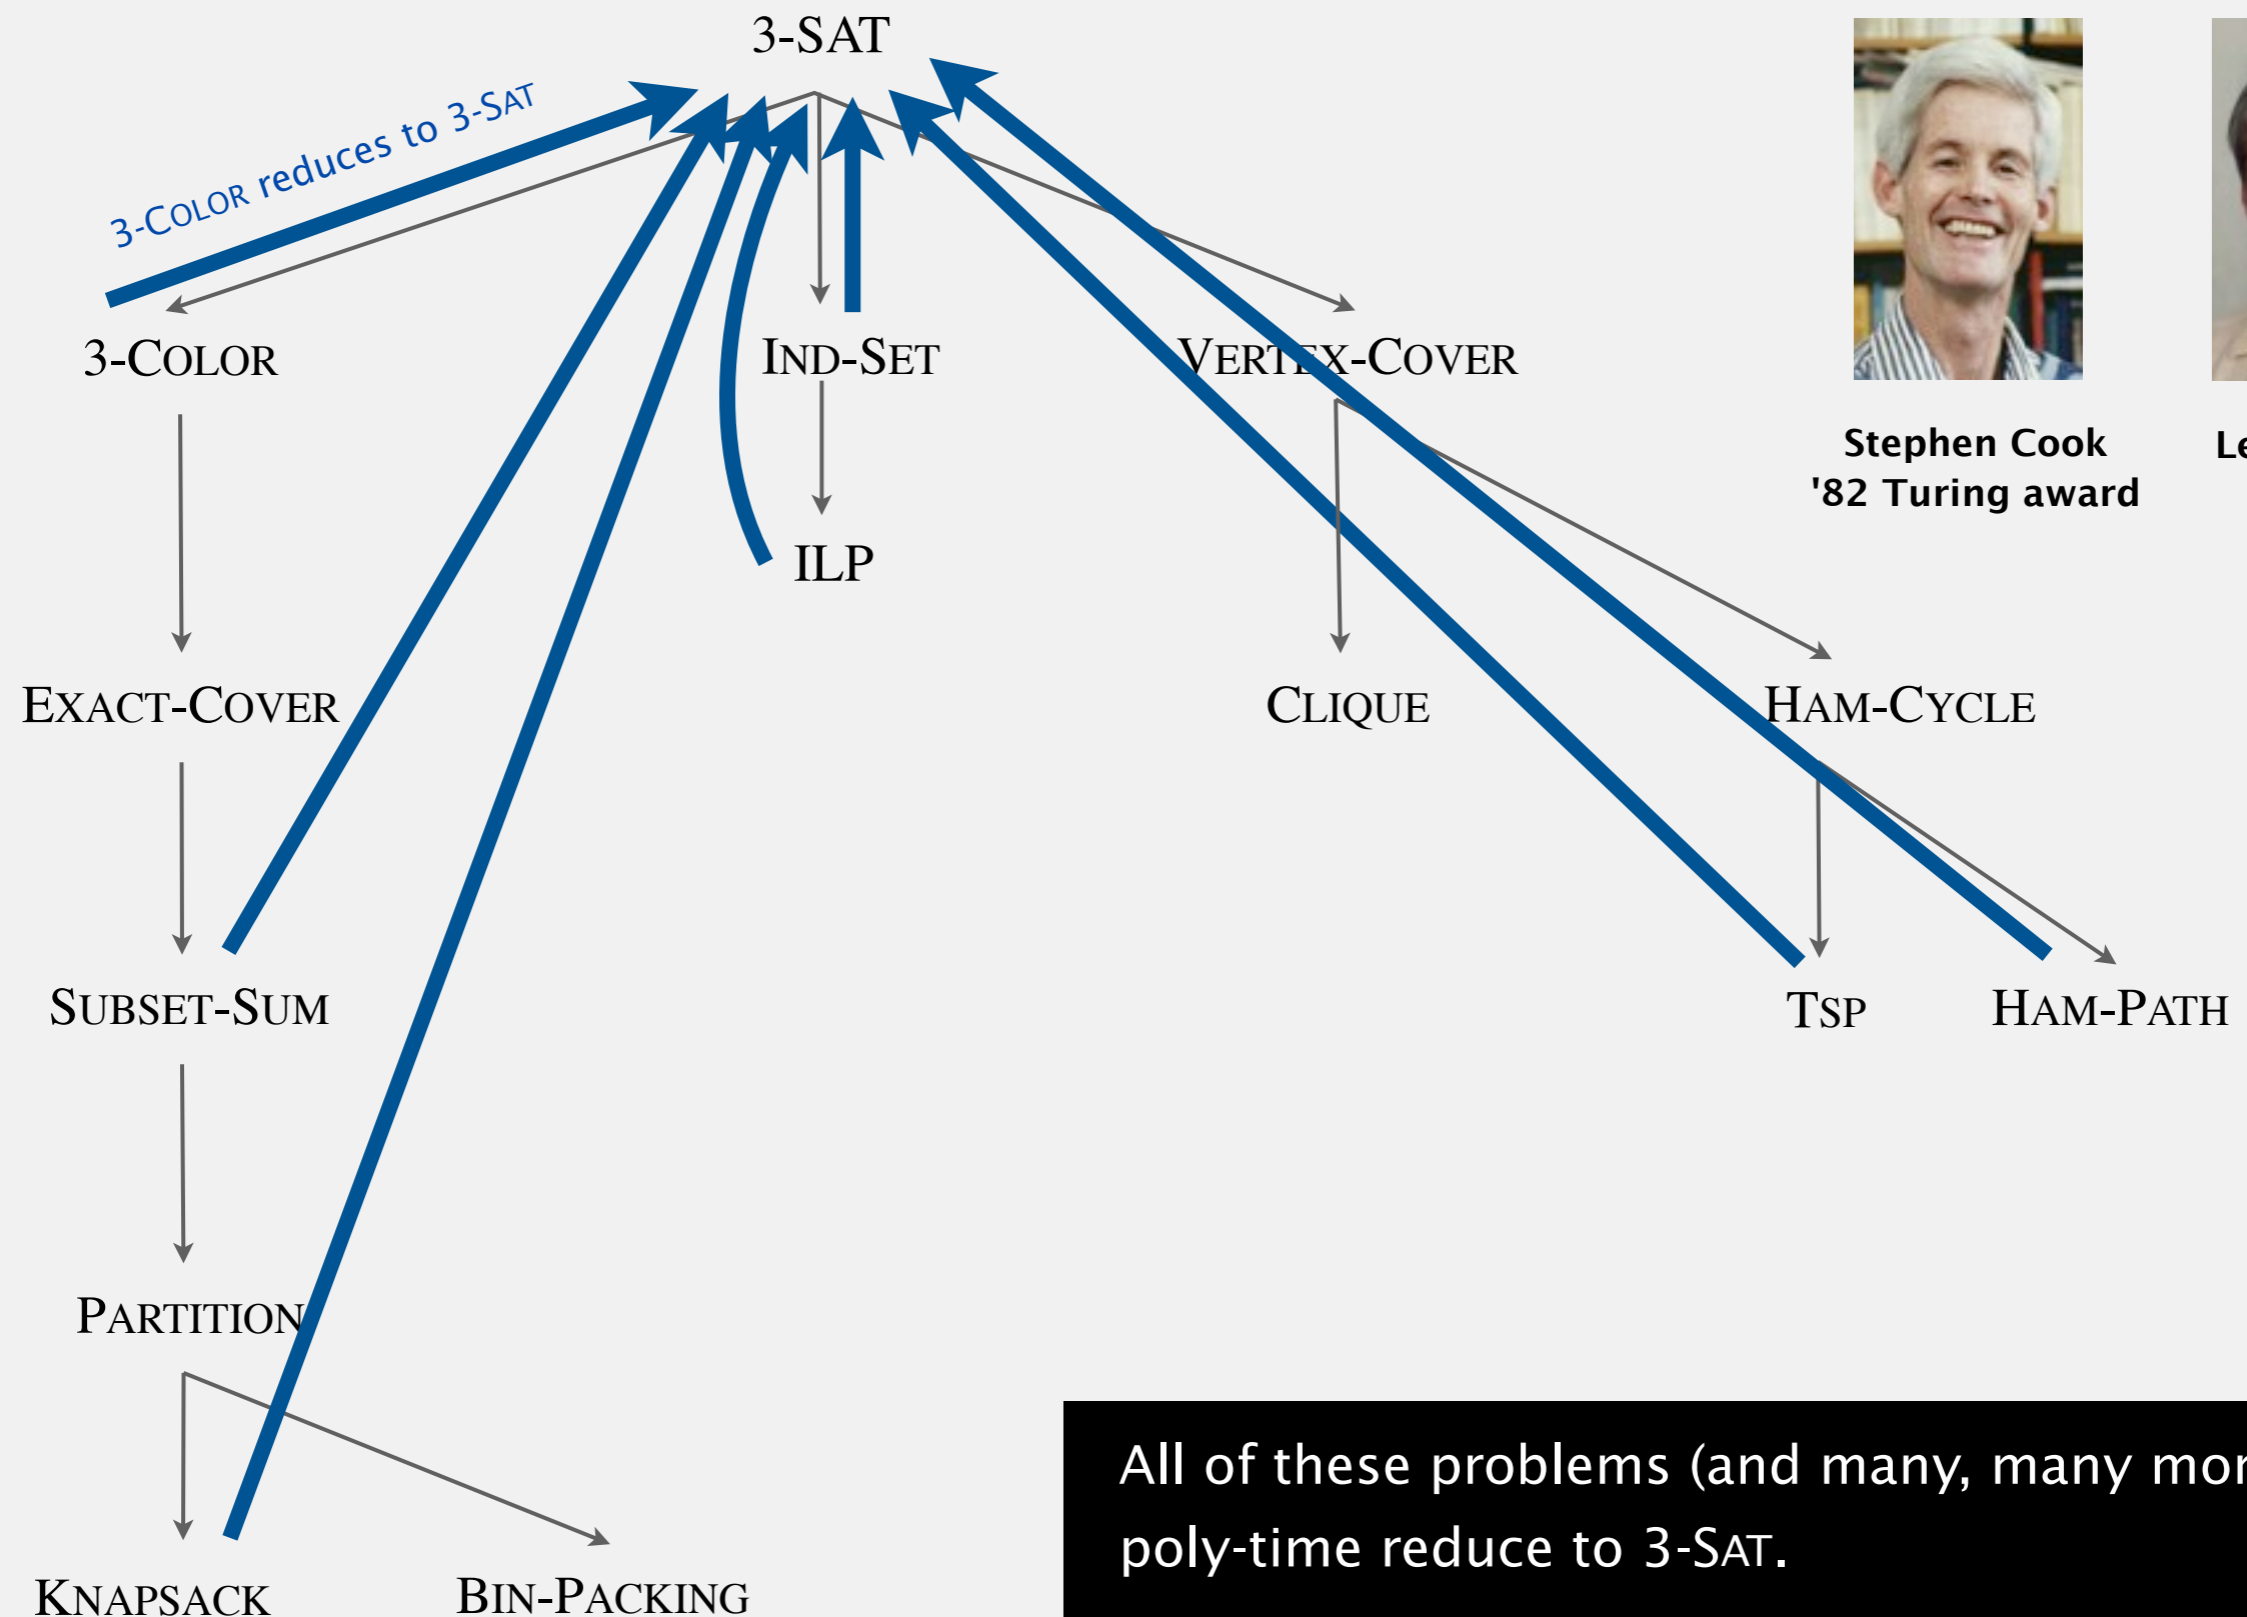 3-SAT
3-COLOR reduces to 3-SAT
3-COLOR
IND-SET
VERTEX-COVER
Stephen Cook
'82 Turing award
ILP
EXACT-COVER
CLIQUE
HAM-CYCLE
SUBSET-SUM
TSP
HAM-PATH
PARTITION
All of these problems (and many, many
poly-time reduce to 3-SAT.
KNAPSACK
BIN-PACKING